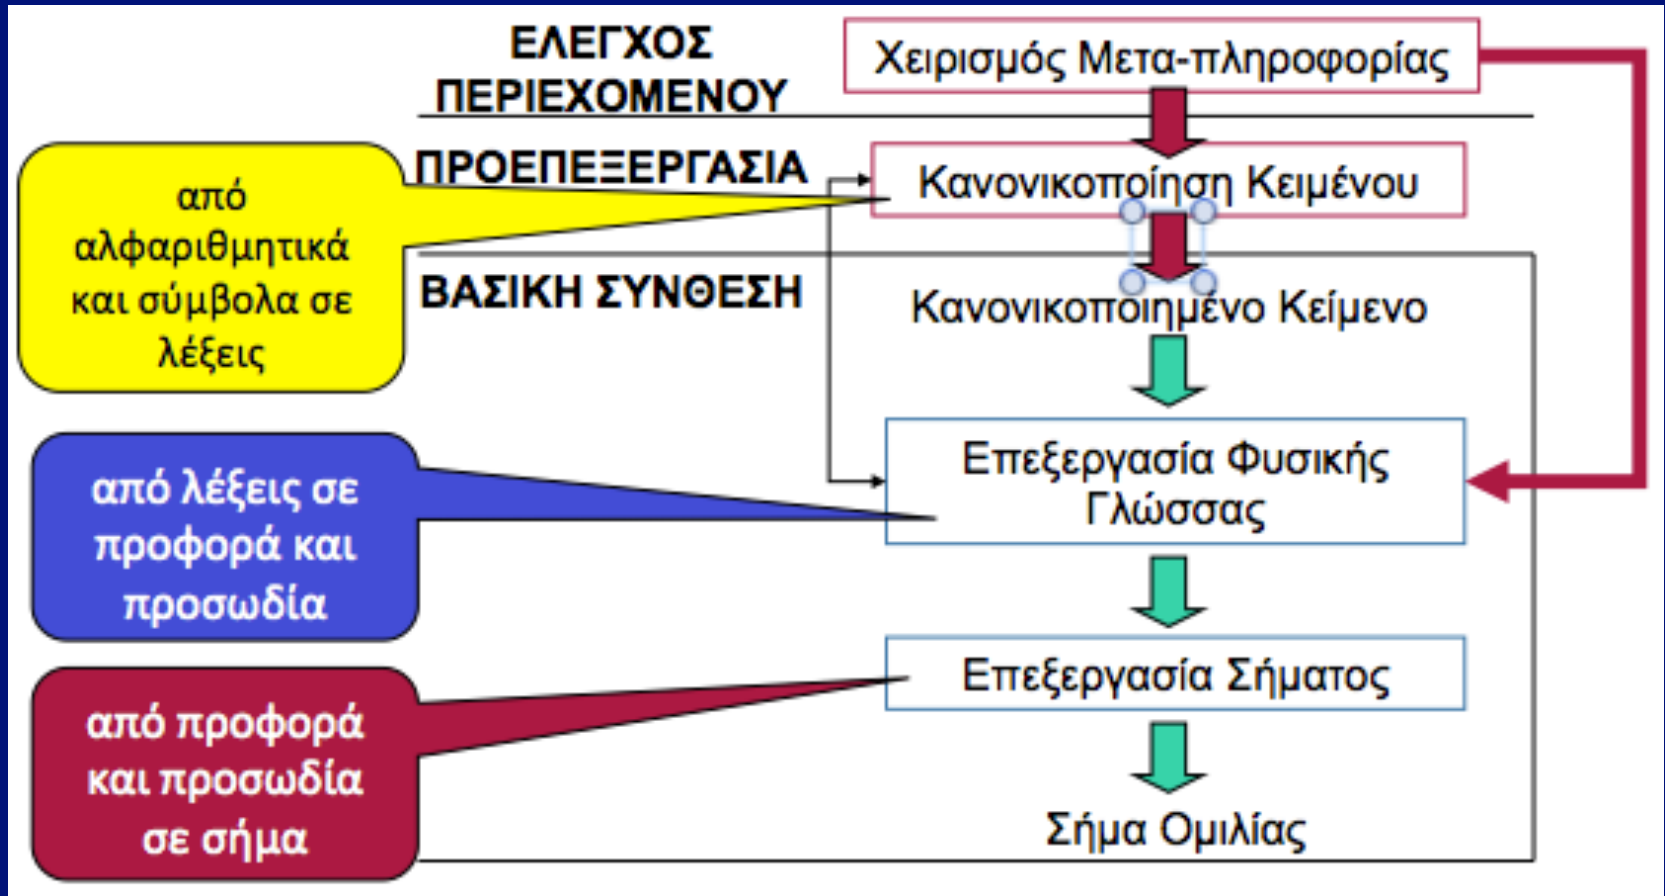 ΕΛΕΓΧΟΣ
ΠΕΡΙΕΧΟΜΕΝΟΥ
Χειρισμός Μετα-πληροφορίας
ΠΡΟΕΠΕΞΕΡΓΑΣΙΑ
Κανονικοποίηση Κειμένου
από
αλφαριθμητικά
και σύμβολα σε
λέξεις
ΒΑΣΙΚΗ ΣΥΝΘΕΣΗ
Κανονικοποιημένο Κείμενο
από λέξεις σε
προφορά και
προσωδία
Επεξεργασία Φυσικής
Γλώσσας
από προφορά
και προσωδία
σε σήμα
Επεξεργασία Σήματος
Σήμα Ομιλίας